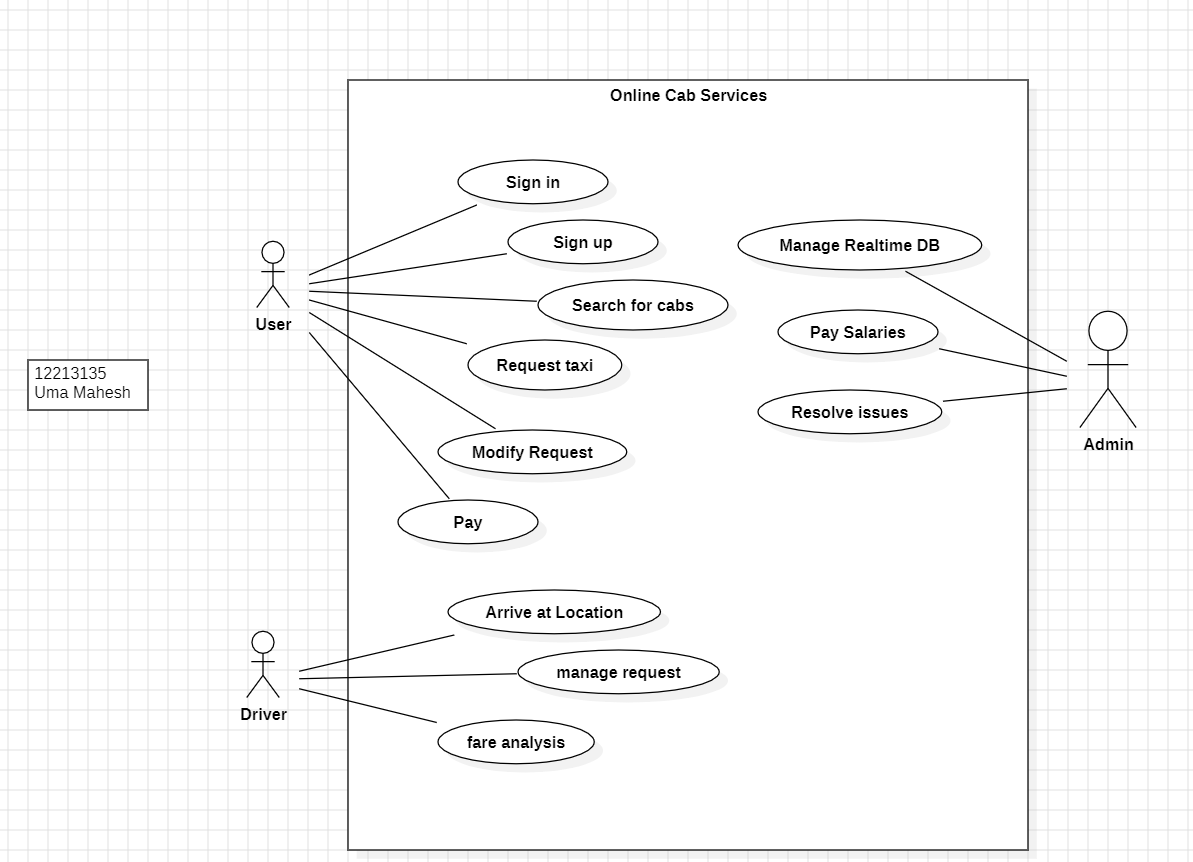 Online Cab Services
Sign in
Sign up
Manage Realtime DB
Search for cabs
User
Pay Salaries
Request taxi
12213135
Uma Mahesh
Resolve issues
Admin
Modify Request
Pay
Arrive at Location
manage request
Driver
fare analysis